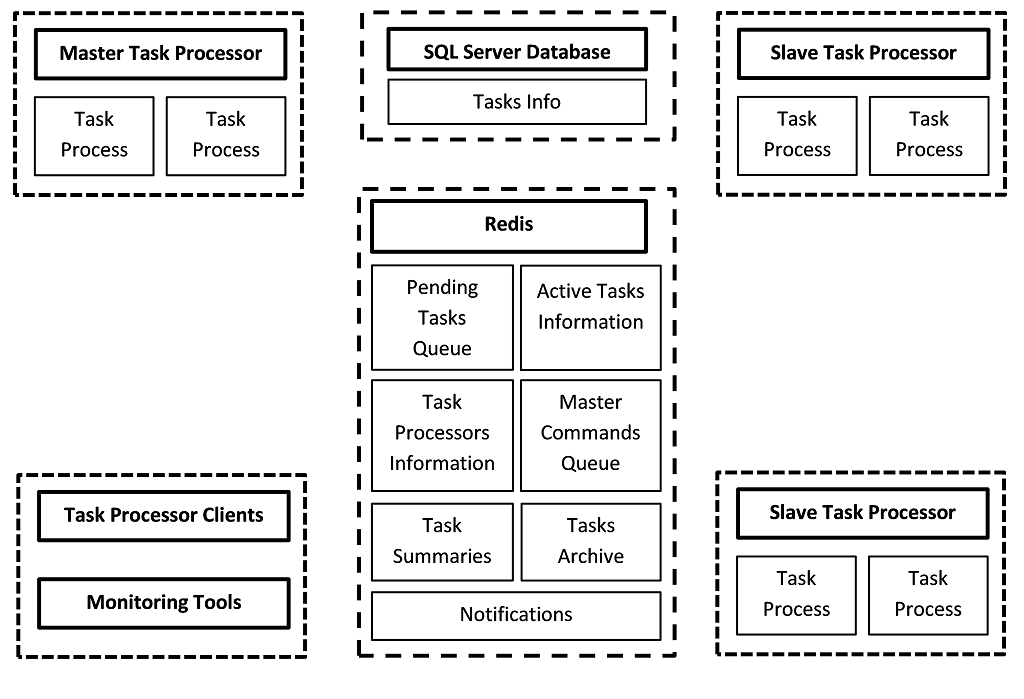 Master Task Processor
Task
Process
Task
Process
SQL Server Database
Tasks Info
Slave Task Processor
Task
Process
Task
Process
Redis
Pending
Tasks
Queue
Active Tasks
Information
Task
Processors
Information
Master
Commands
Queue
Task
Summaries
Tasks
Archive
Notifications
Task Processor Clients
Monitoring Tools
Slave Task Processor
Task
Process
Task
Process